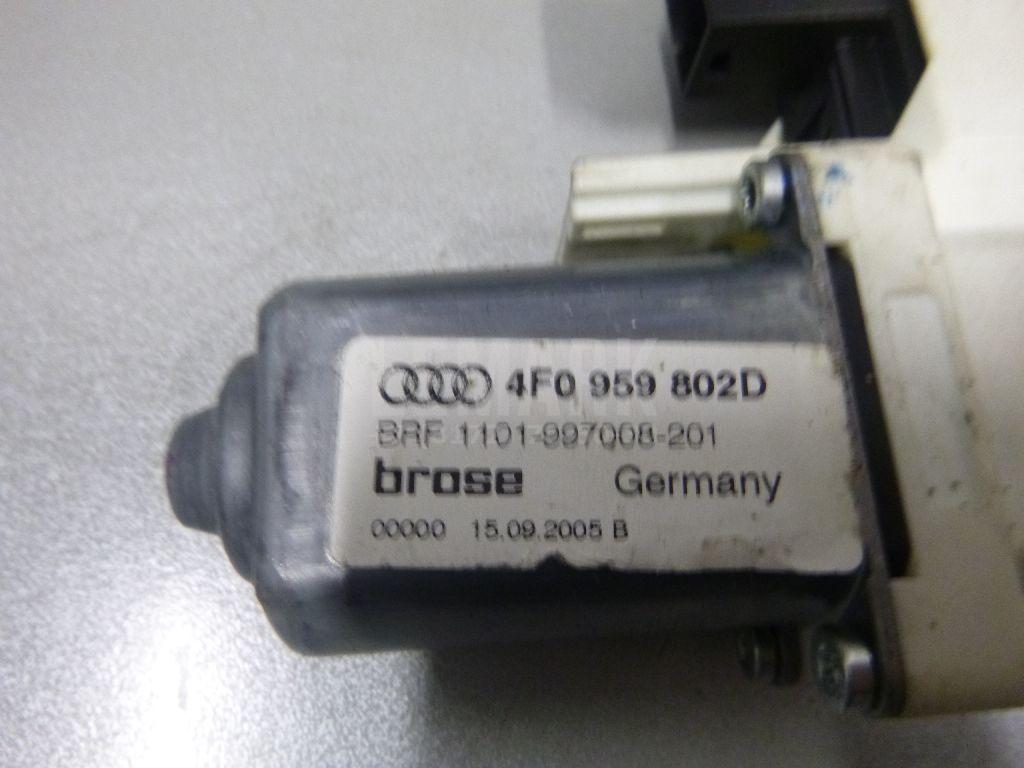 4F0 959 802D
BRF 1101-997008-201
brose Germany
00000 15.09.2005 B